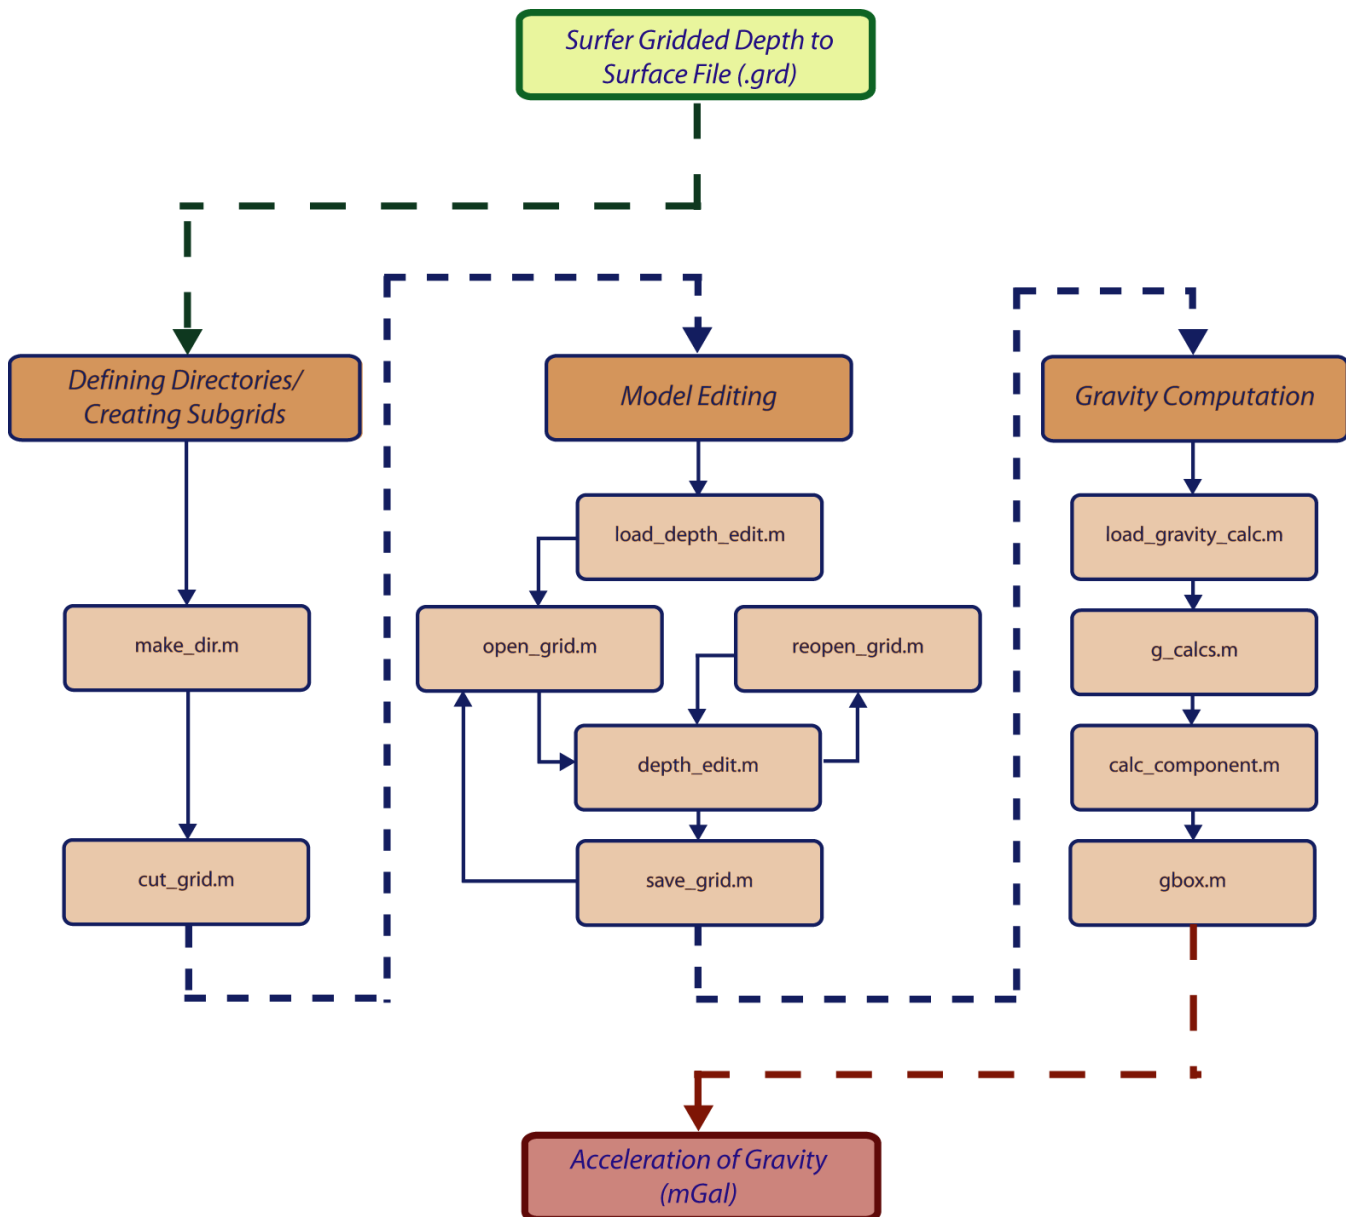 Surfer Gridded Depth to
Surface File (.grd)
Defining Directories/
Creating Subgrids
make_dir.m
cut_grid.m
Model Editing
load_depth_edit.m
open_grid.m
reopen_grid.m
depth_edit.m
save_grid.m
Gravity Computation
load_gravity_calc.m
g_calcs.m
calc_component.m
gbox.m
Acceleration of Gravity
(mGal)